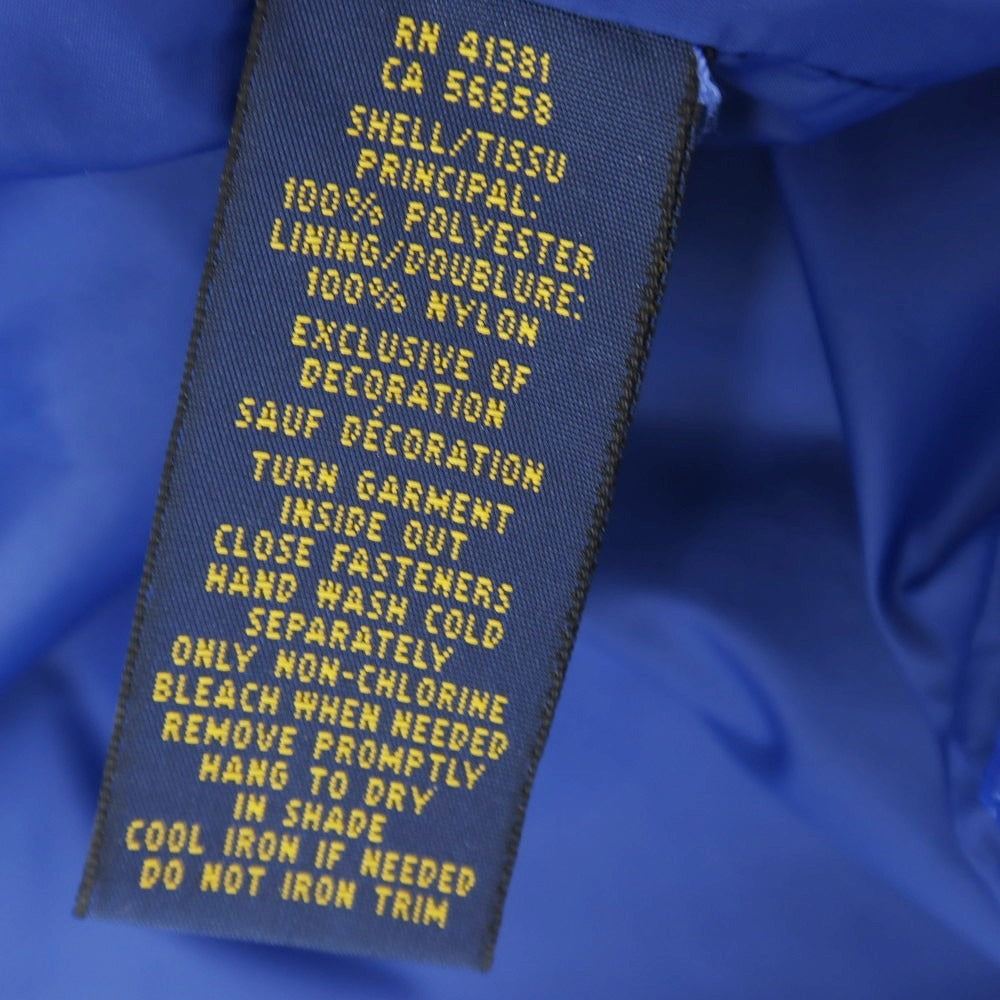 RN 41381
CA 56658
SHELL/TISSU
PRINCIPAL:
100% POLYESTER
LINING/DOUBLURE:
100% NYLON
EXCLUSIVE OF
DECORATION
SAUF DÉCORATION
TURN GARMENT
INSIDE OUT
CLOSE FASTENERS
HAND WASH COLD
SEPARATELY
ONLY NON-CHLORINE
BLEACH WHEN NEEDED
REMOVE PROMPTLY
HANG TO DRY
IN SHADE
COOL IRON IF NEEDED
DO NOT IRON TRIM